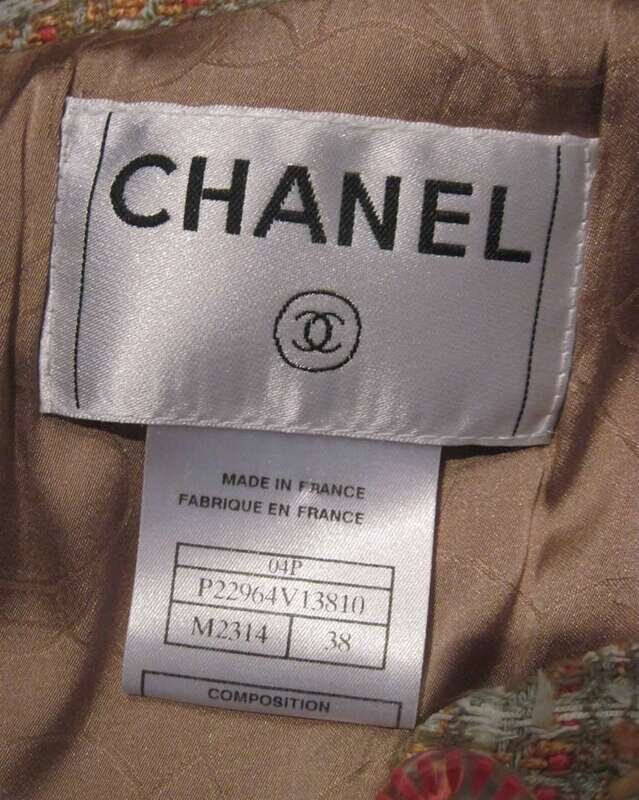 CHANEL
MADE IN FRANCE
FABRIQUE EN FRANCE
04P
P22964V13810
M2314 38
COMPOSITION